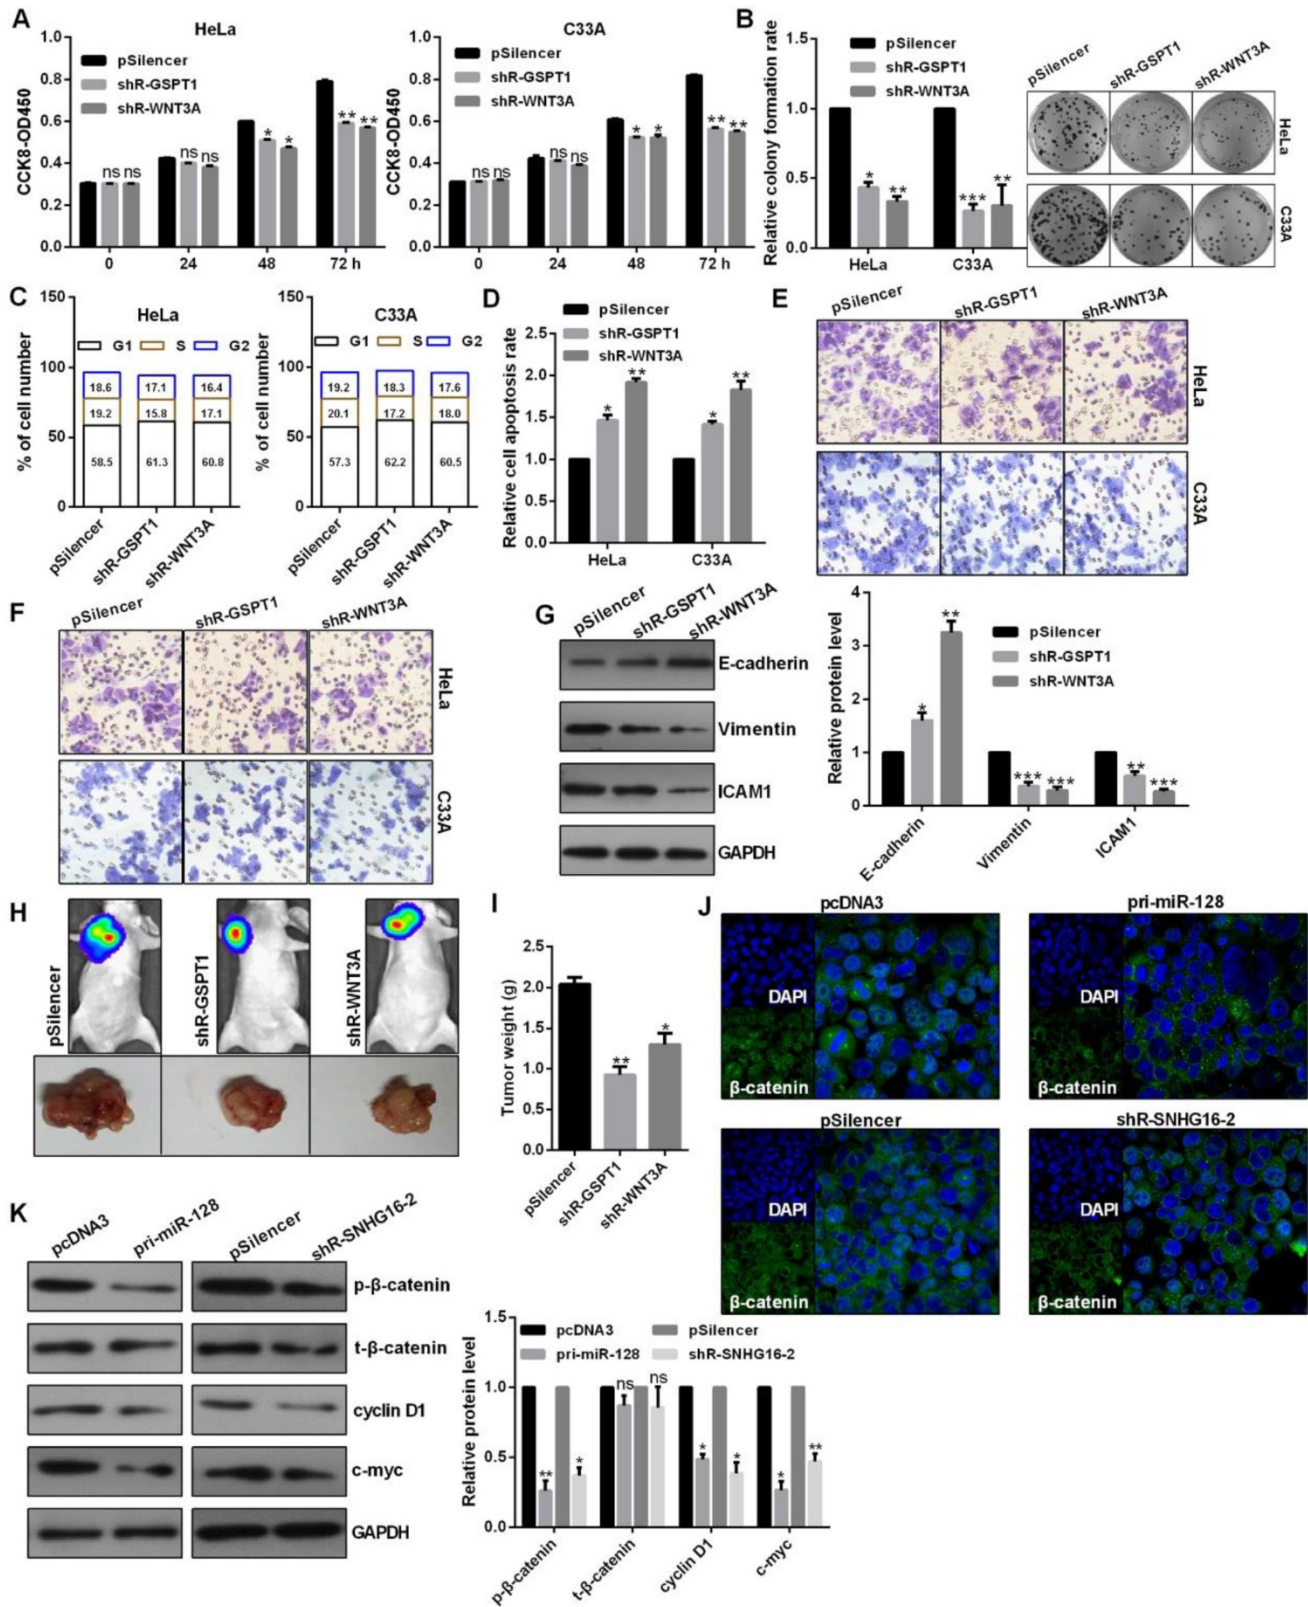 A
HeLa
pSilencer
shR-GSPT1
shR-WNT3A
CCK8-OD450
1.0
0.8
0.6
0.4
0.2
0.0
ns ns
ns ns
* *
** **
0 24 48 72 h
C33A
pSilencer
shR-GSPT1
shR-WNT3A
CCK8-OD450
1.0
0.8
0.6
0.4
0.2
0.0
ns ns
ns ns
* *
** **
0 24 48 72 h
B
Relative colony formation rate
1.5
1.0
0.5
0.0
pSilencer
shR-GSPT1
shR-WNT3A
* **
*** **
HeLa C33A
pSilencer shR-GSPT1 shR-WNT3A
HeLa
C33A
C
% of cell number
150
100
50
0
HeLa
G1 S G2
18.6 17.1 16.4
19.2 15.8 17.1
58.5 61.3 60.8
pSilencer shR-GSPT1 shR-WNT3A
% of cell number
150
100
50
0
C33A
G1 S G2
19.2 18.3 17.6
20.1 17.2 18.0
57.3 62.2 60.5
pSilencer shR-GSPT1 shR-WNT3A
D
pSilencer
shR-GSPT1
shR-WNT3A
Relative cell apoptosis rate
2.5
2.0
1.5
1.0
0.5
0.0
* **
* **
HeLa C33A
E
pSilencer shR-GSPT1 shR-WNT3A
HeLa
C33A
F
pSilencer shR-GSPT1 shR-WNT3A
HeLa
C33A
G
pSilencer shR-GSPT1 shR-WNT3A
E-cadherin
Vimentin
ICAM1
GAPDH
Relative protein level
4
3
2
1
0
pSilencer
shR-GSPT1
shR-WNT3A
* **
*** ***
** ***
E-cadherin Vimentin ICAM1
H
pSilencer
shR-GSPT1
shR-WNT3A
I
Tumor weight (g)
2.5
2.0
1.5
1.0
0.5
0.0
** *
pSilencer shR-GSPT1 shR-WNT3A
J
pcDNA3
DAPI
β-catenin
pri-miR-128
DAPI
β-catenin
pSilencer
DAPI
β-catenin
shR-SNHG16-2
DAPI
β-catenin
K
pcDNA3 pri-miR-128 pSilencer shR-SNHG16-2
p-β-catenin
t-β-catenin
cyclin D1
c-myc
GAPDH
Relative protein level
1.5
1.0
0.5
0.0
pcDNA3 pSilencer
pri-miR-128 shR-SNHG16-2
** *
ns ns
* *
* **
p-β-catenin t-β-catenin cyclin D1 c-myc